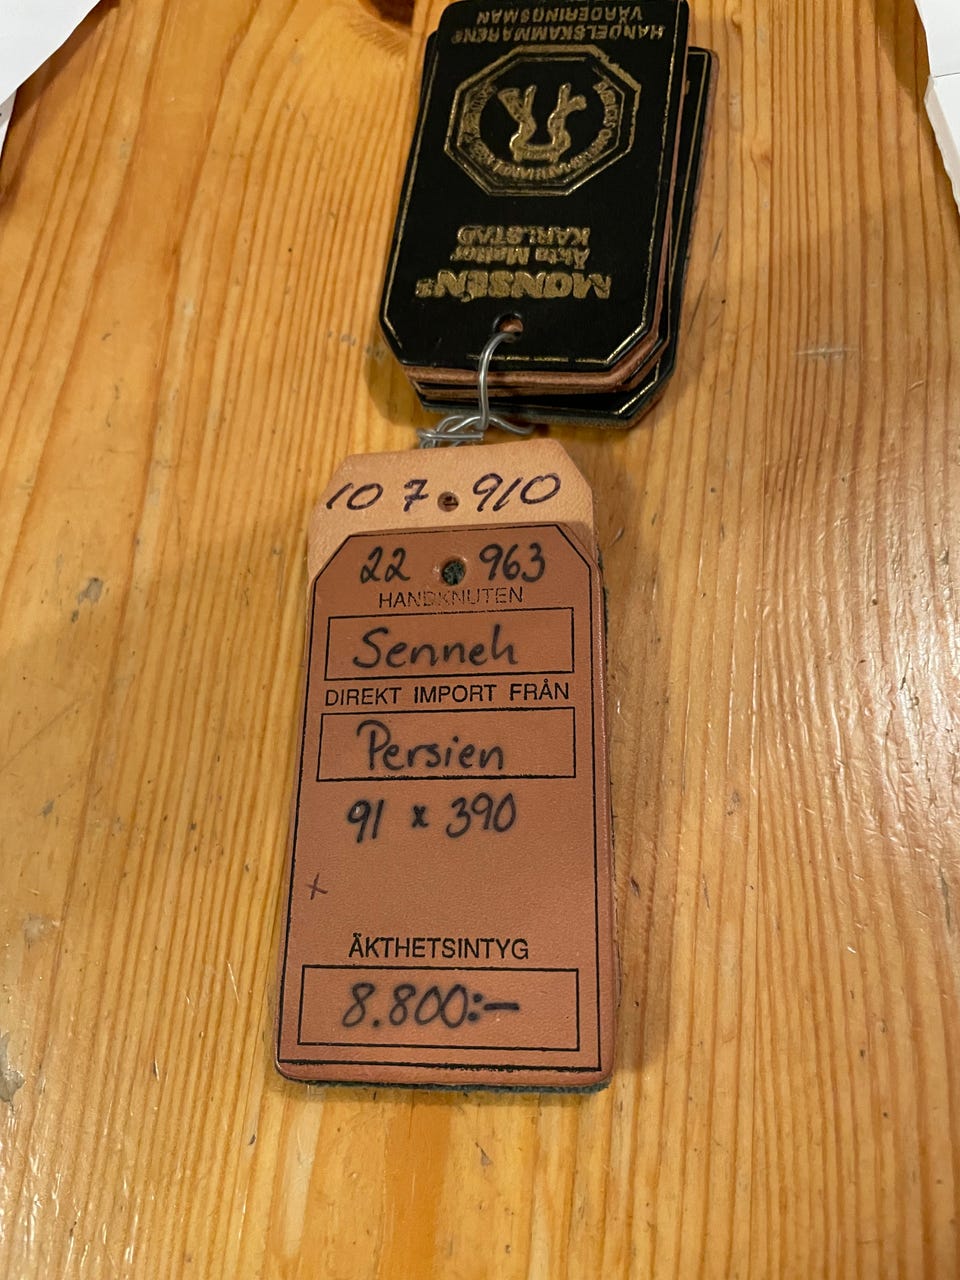 HANDELSKAMMARENS
VÄRDERINGSMAN
MONSÉNS
Äkta Mattor
KARLSTAD
107.910
22 963
HANDKNUTEN
Senneh
DIREKT IMPORT FRÅN
Persien
91 x 390
x
ÄKTHETSINTYG
8.800:-